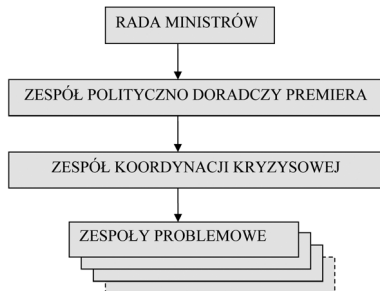 RADA MINISTRÓW
ZESPÓŁ POLITYCZNO DORADCZY PREMIERA
ZESPÓŁ KOORDYNACJI KRYZYSOWEJ
ZESPOŁY PROBLEMOWE